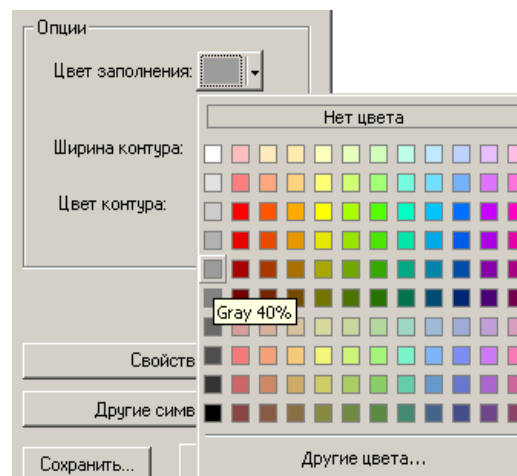 Опции
Цвет заполнения:
Нет цвета
Ширина контура:
Цвет контура:
Gray 40%
Свойств
Другие симв
Другие цвета...
Сохранить...